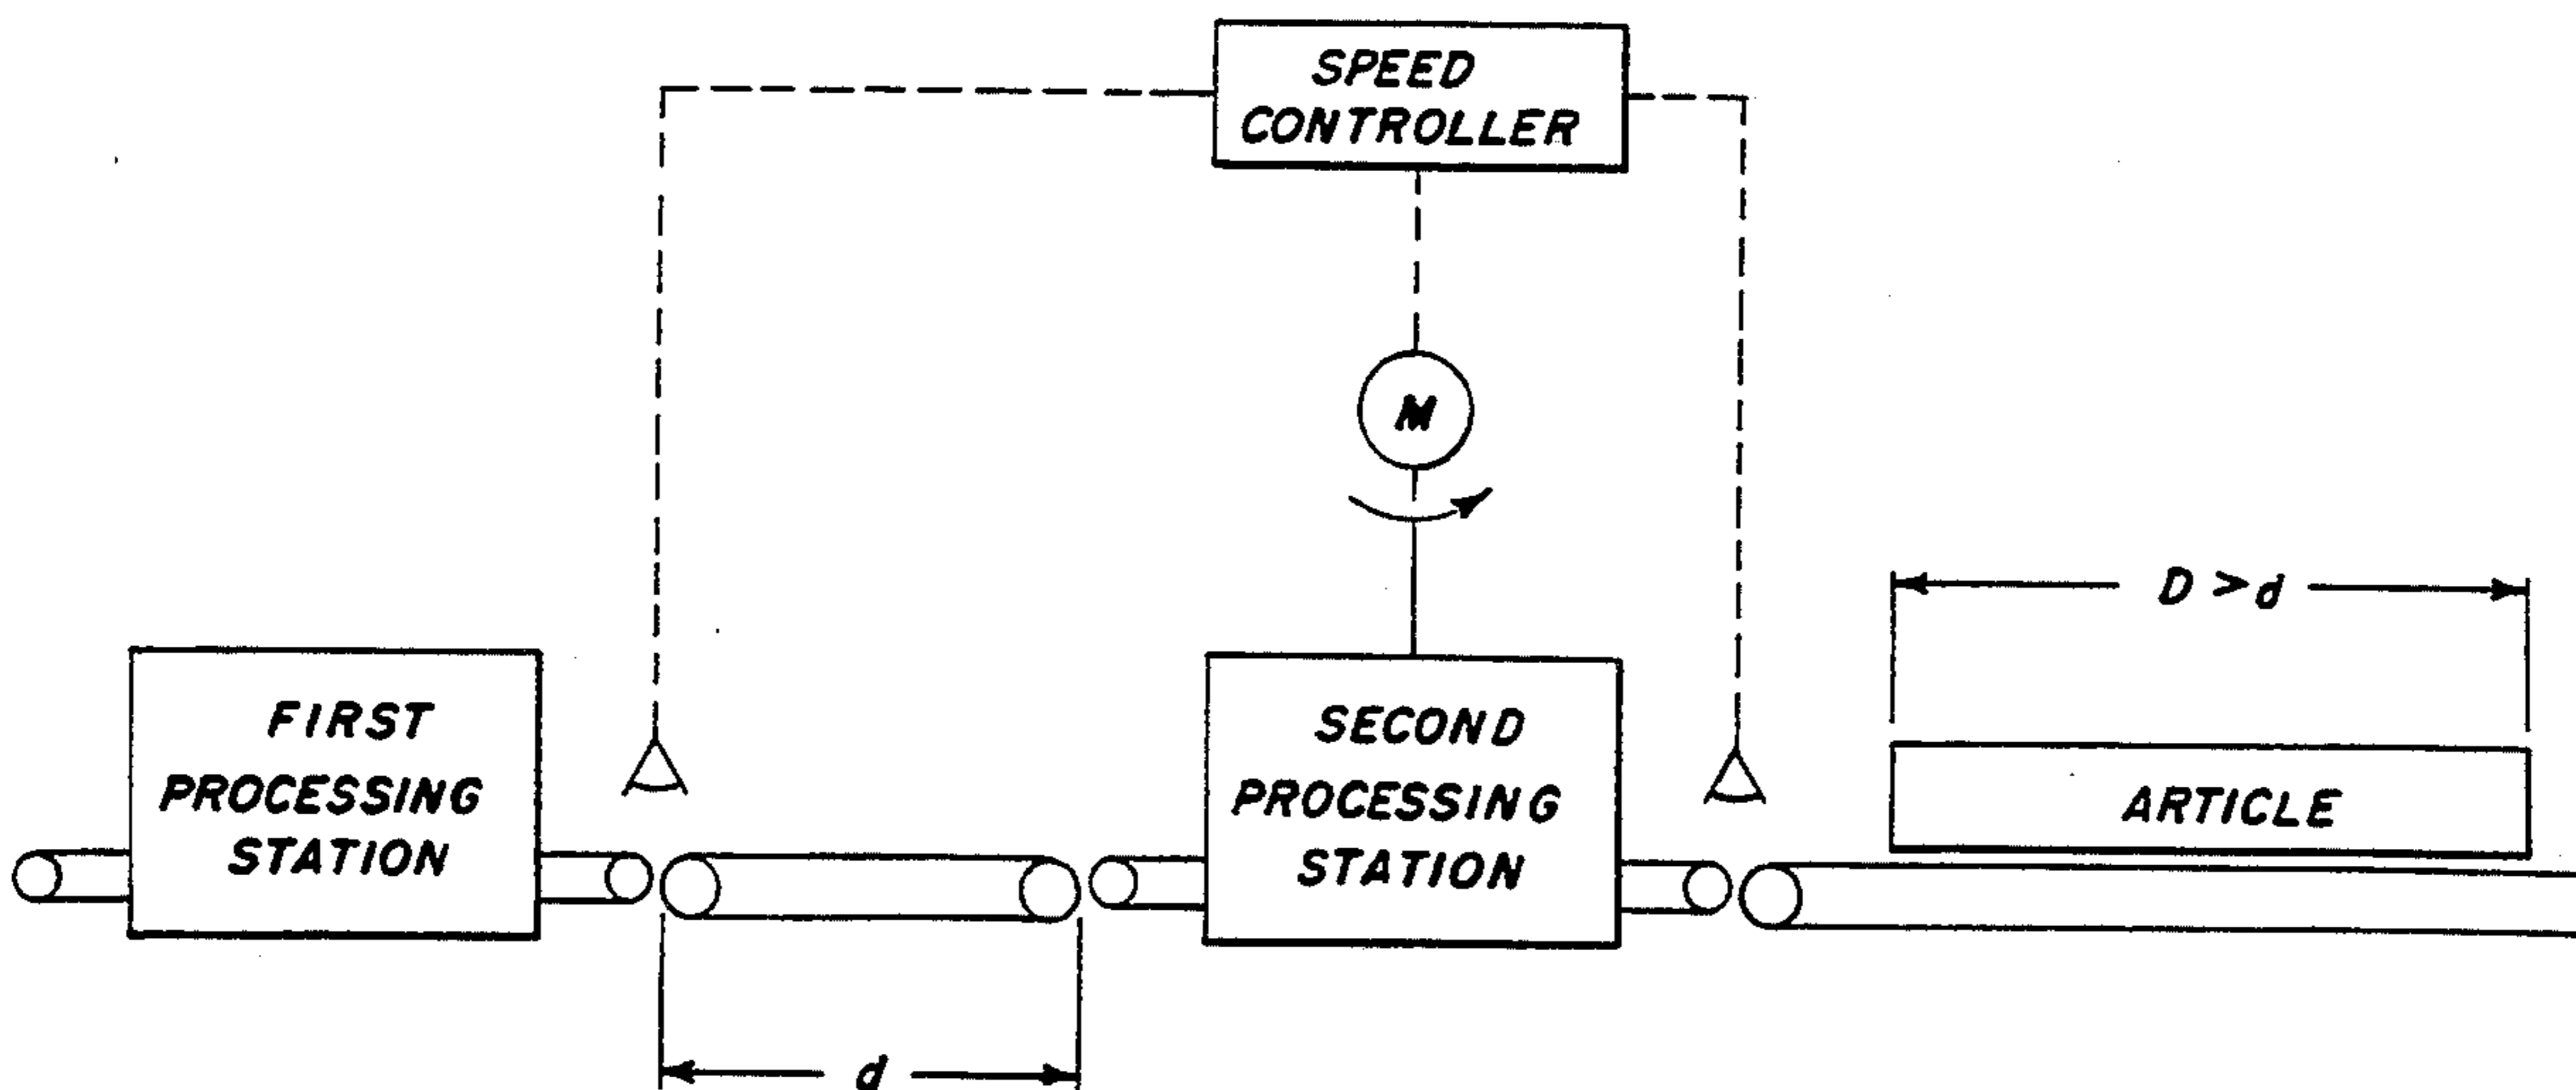 SPEED
CONTROLLER
M
D > d
FIRST
PROCESSING
STATION
SECOND
PROCESSING
STATION
ARTICLE
d